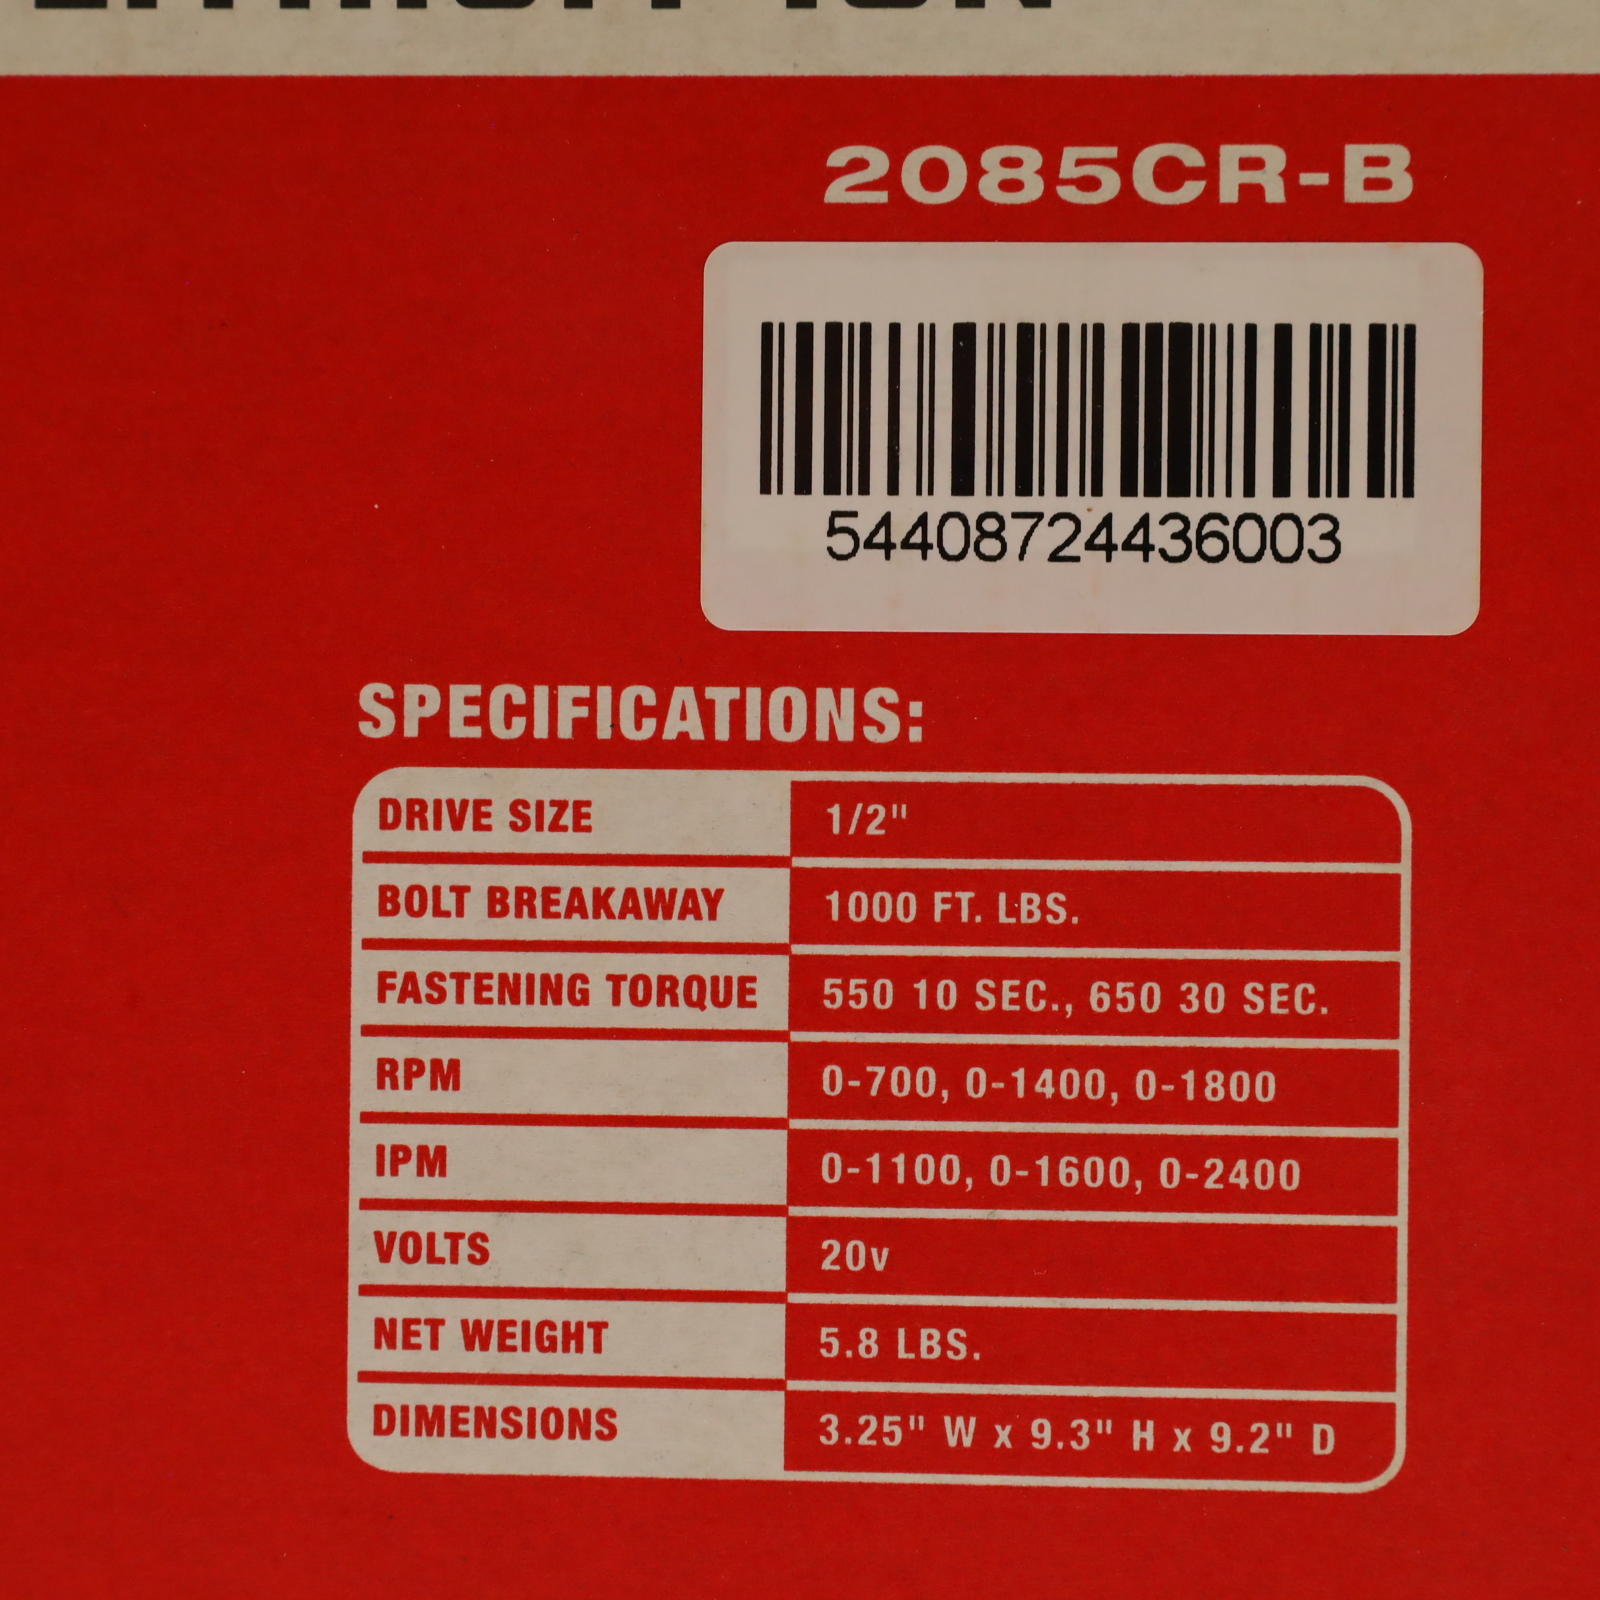 2085CR-B
54408724436003
SPECIFICATIONS:
DRIVE SIZE 1/2"
BOLT BREAKAWAY 1000 FT. LBS.
FASTENING TORQUE 550 10 SEC., 650 30 SEC.
RPM 0-700, 0-1400, 0-1800
IPM 0-1100, 0-1600, 0-2400
VOLTS 20v
NET WEIGHT 5.8 LBS.
DIMENSIONS 3.25" W x 9.3" H x 9.2" D